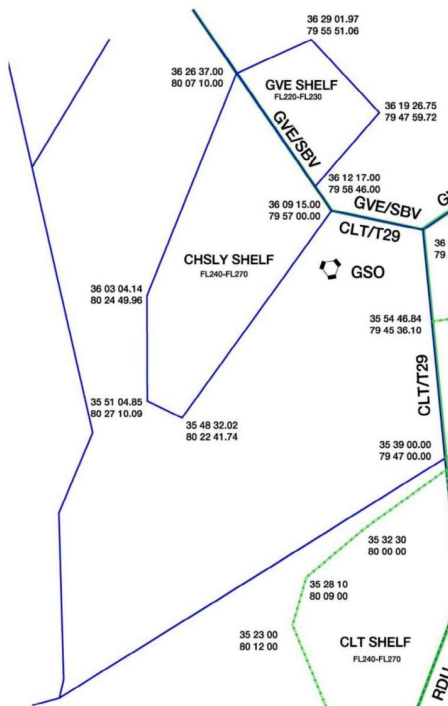 36 29 01.97
79 55 51.06
36 26 37.00
80 07 10.00
GVE SHELF
FL220-FL230
36 19 26.75
79 47 59.72
GVE/SBV
36 12 17.00
79 58 46.00
36 09 15.00
79 57 00.00
GVE/SBV
CLT/T29
36
79
CHSLY SHELF
FL240-FL270
GSO
36 03 04.14
80 24 49.96
35 54 46.84
79 45 36.10
CLT/T29
35 51 04.85
80 27 10.09
35 48 32.02
80 22 41.74
35 39 00.00
79 47 00.00
35 32 30
80 00 00
35 28 10
80 09 00
35 23 00
80 12 00
CLT SHELF
FL240-FL270
RDU